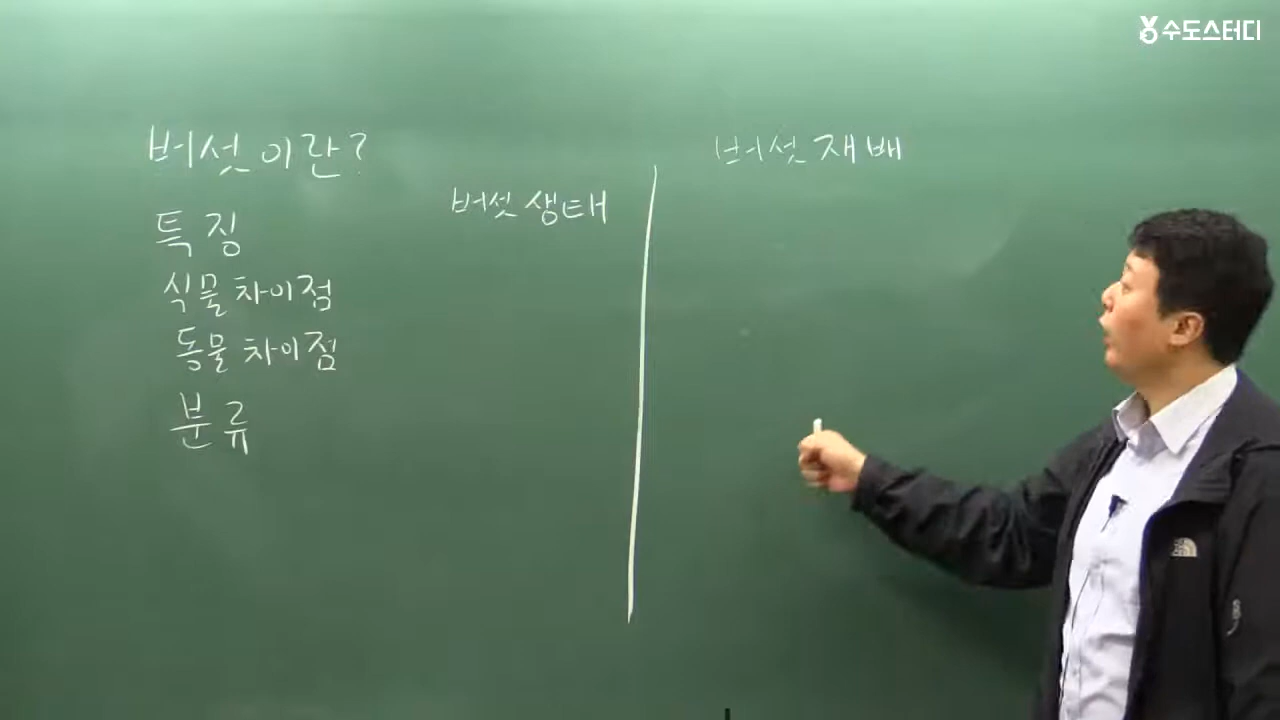 수도스터디
버섯이란?
특징
식물 차이점
동물 차이점
분류
버섯 생태
버섯 재배